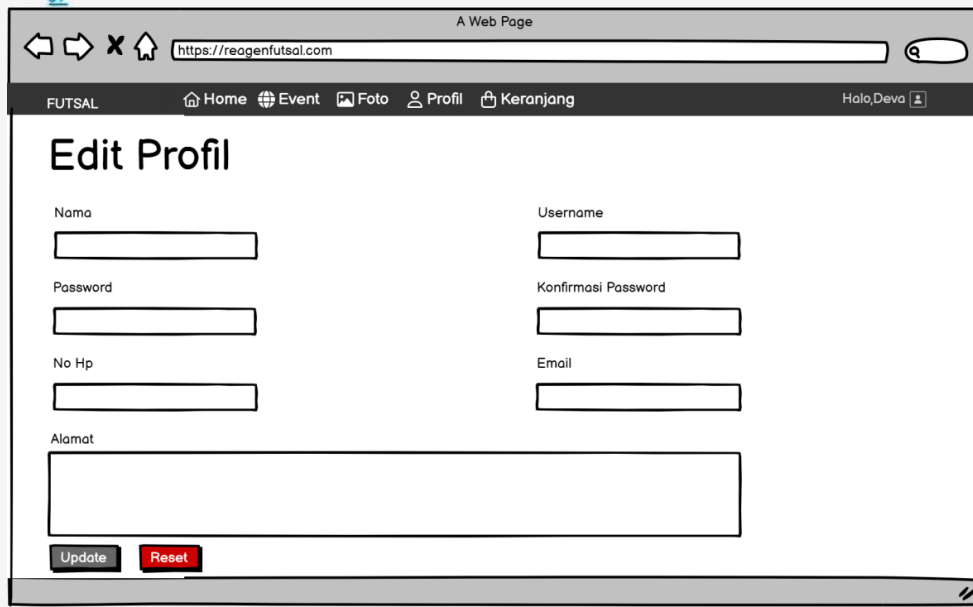 A Web Page
https://reagenfutsal.com
FUTSAL Home Event Foto Profil Keranjang Halo,Deva
Edit Profil
Nama Username
Password Konfirmasi Password
No Hp Email
Alamat
Update Reset